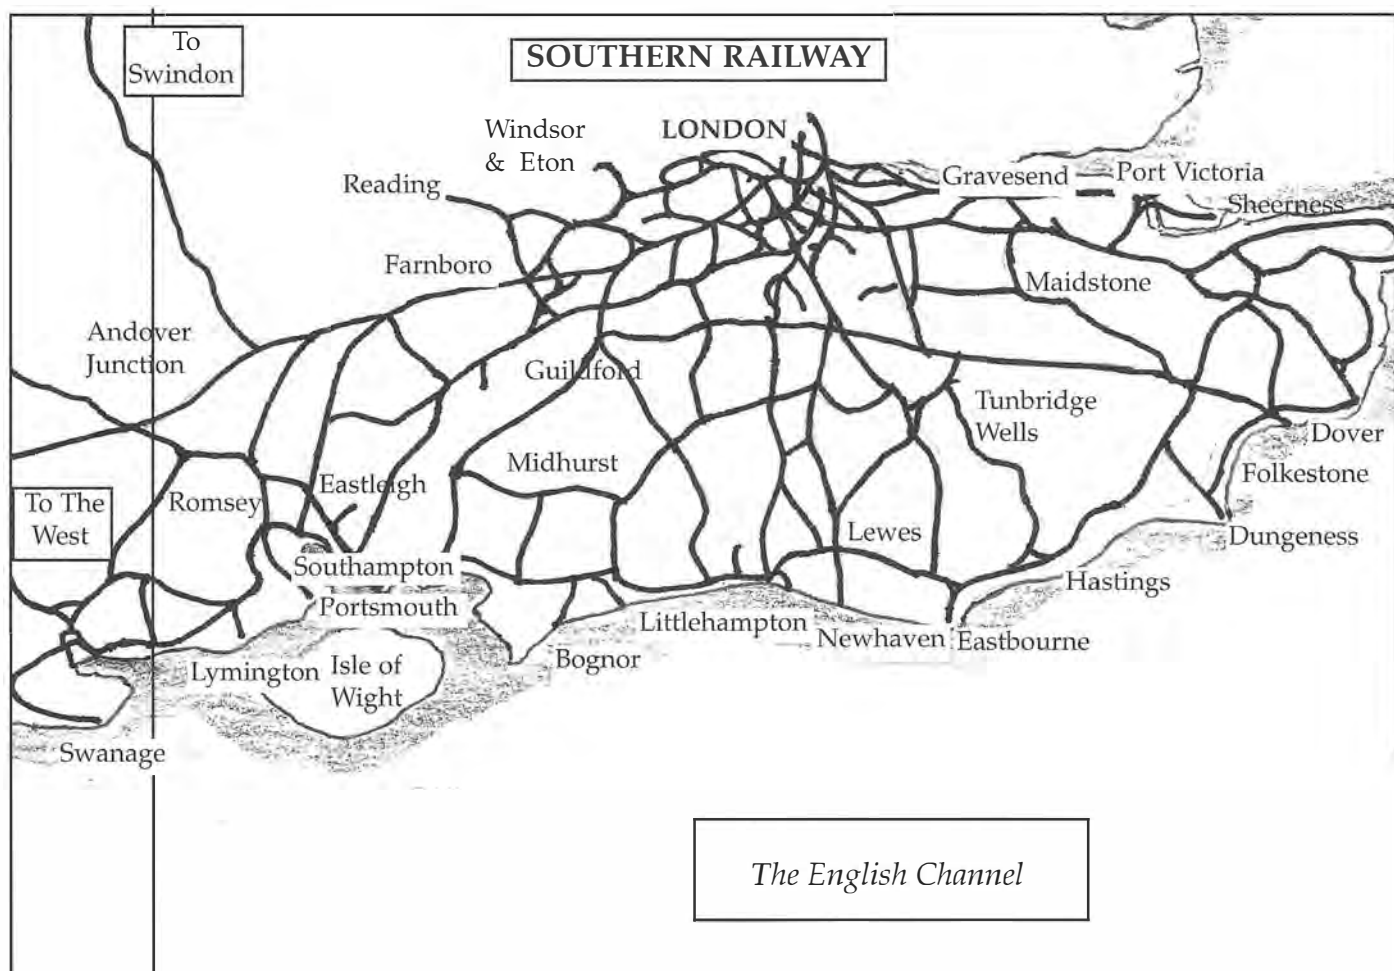 To
Swindon
SOUTHERN RAILWAY
Windsor
& Eton
LONDON
Reading
Gravesend
Port Victoria
Sheerness
Farnboro
Maidstone
Andover
Junction
Guildford
Tunbridge
Wells
Dover
Midhurst
Folkestone
Eastleigh
Romsey
To The
West
Lewes
Dungeness
Southampton
Hastings
Portsmouth
Littlehampton
Newhaven
Eastbourne
Bognor
Lymington
Isle of
Wight
Swanage
The English Channel